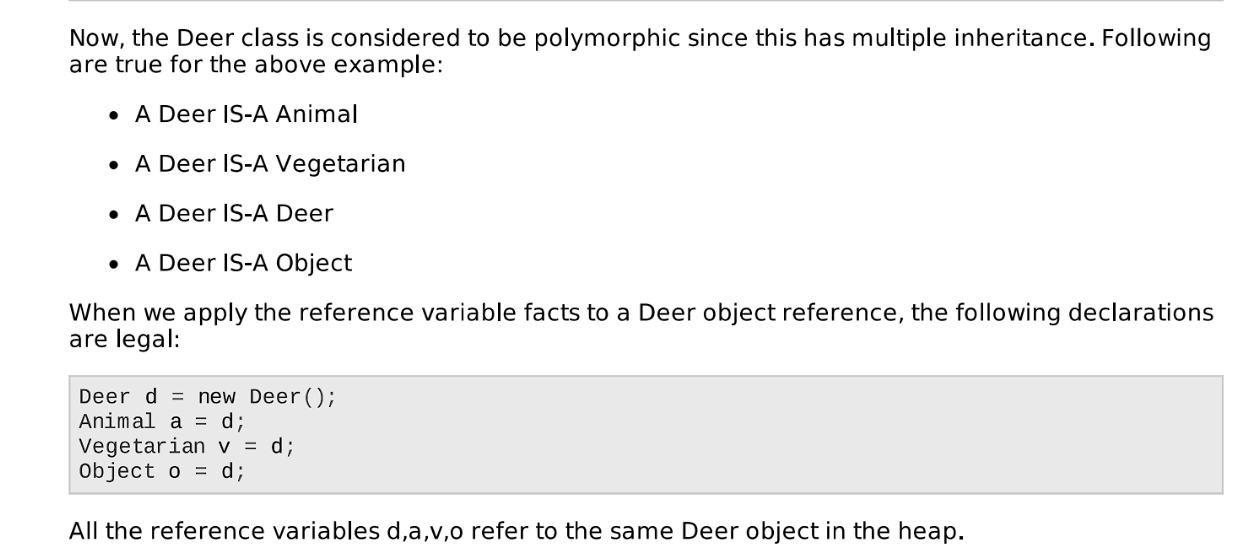 Now, the Deer class is considered to be polymorphic since this has multiple inheritance. Following
are true for the above example:
• A Deer IS-A Animal
• A Deer IS-A Vegetarian
• A Deer IS-A Deer
• A Deer IS-A Object
When we apply the reference variable facts to a Deer object reference, the following declarations
are legal:
Deer d = new Deer();
Animal a = d;
Vegetarian v = d;
Object o = d;
All the reference variables d,a,v,o refer to the same Deer object in the heap.